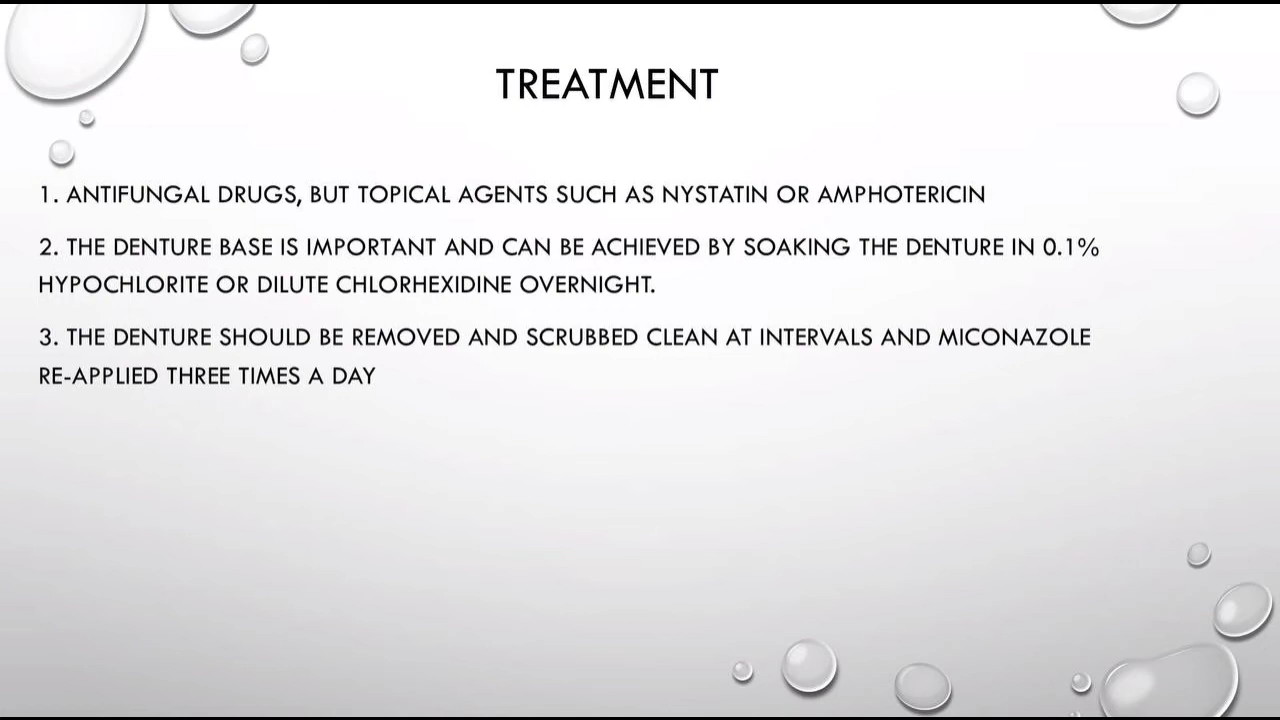 TREATMENT
1. ANTIFUNGAL DRUGS, BUT TOPICAL AGENTS SUCH AS NYSTATIN OR AMPHOTERICIN
2. THE DENTURE BASE IS IMPORTANT AND CAN BE ACHIEVED BY SOAKING THE DENTURE IN 0.1%
HYPOCHLORITE OR DILUTE CHLORHEXIDINE OVERNIGHT.
3. THE DENTURE SHOULD BE REMOVED AND SCRUBBED CLEAN AT INTERVALS AND MICONAZOLE
RE-APPLIED THREE TIMES A DAY